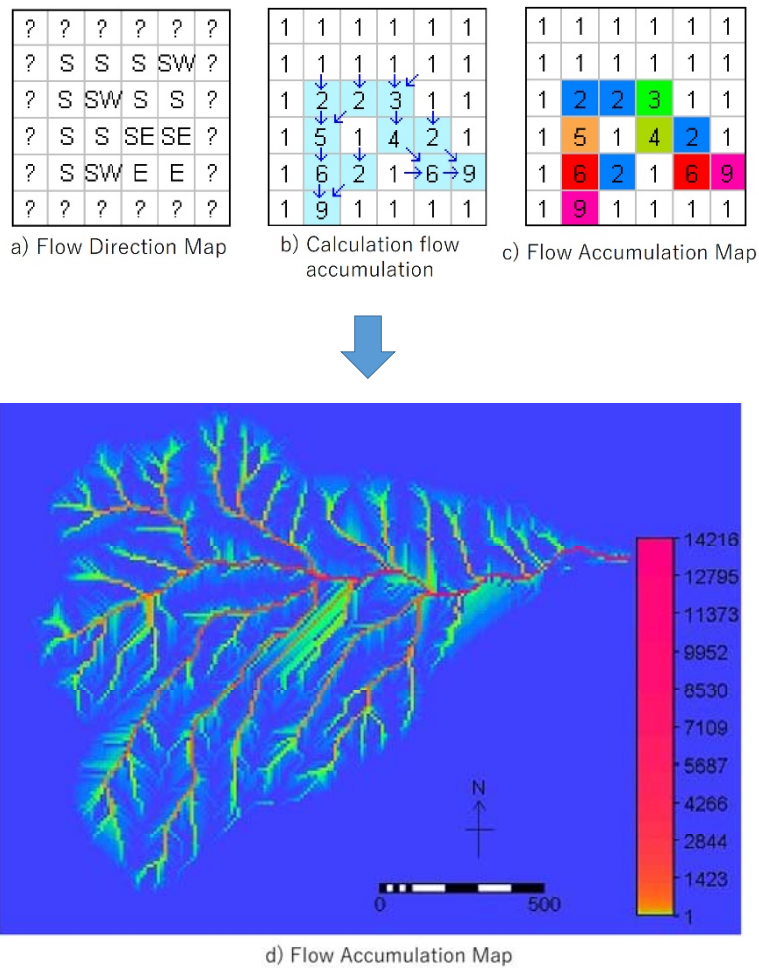 ? ? ? ? ? ?
? S S S SW ?
? S SW S S ?
? S S SE SE ?
? S SW E E ?
? ? ? ? ? ?
a) Flow Direction Map
1 1 1 1 1 1
1 1 1 1 1 1
1 2 2 3 1 1
1 5 1 4 2 1
1 6 2 1 6 9
1 9 1 1 1 1
b) Calculation flow
accumulation
1 1 1 1 1 1
1 1 1 1 1 1
1 2 2 3 1 1
1 5 1 4 2 1
1 6 2 1 6 9
1 9 1 1 1 1
c) Flow Accumulation Map
14216
12795
11373
9952
8530
7109
5687
4266
2844
1423
1
N
0 500
d) Flow Accumulation Map